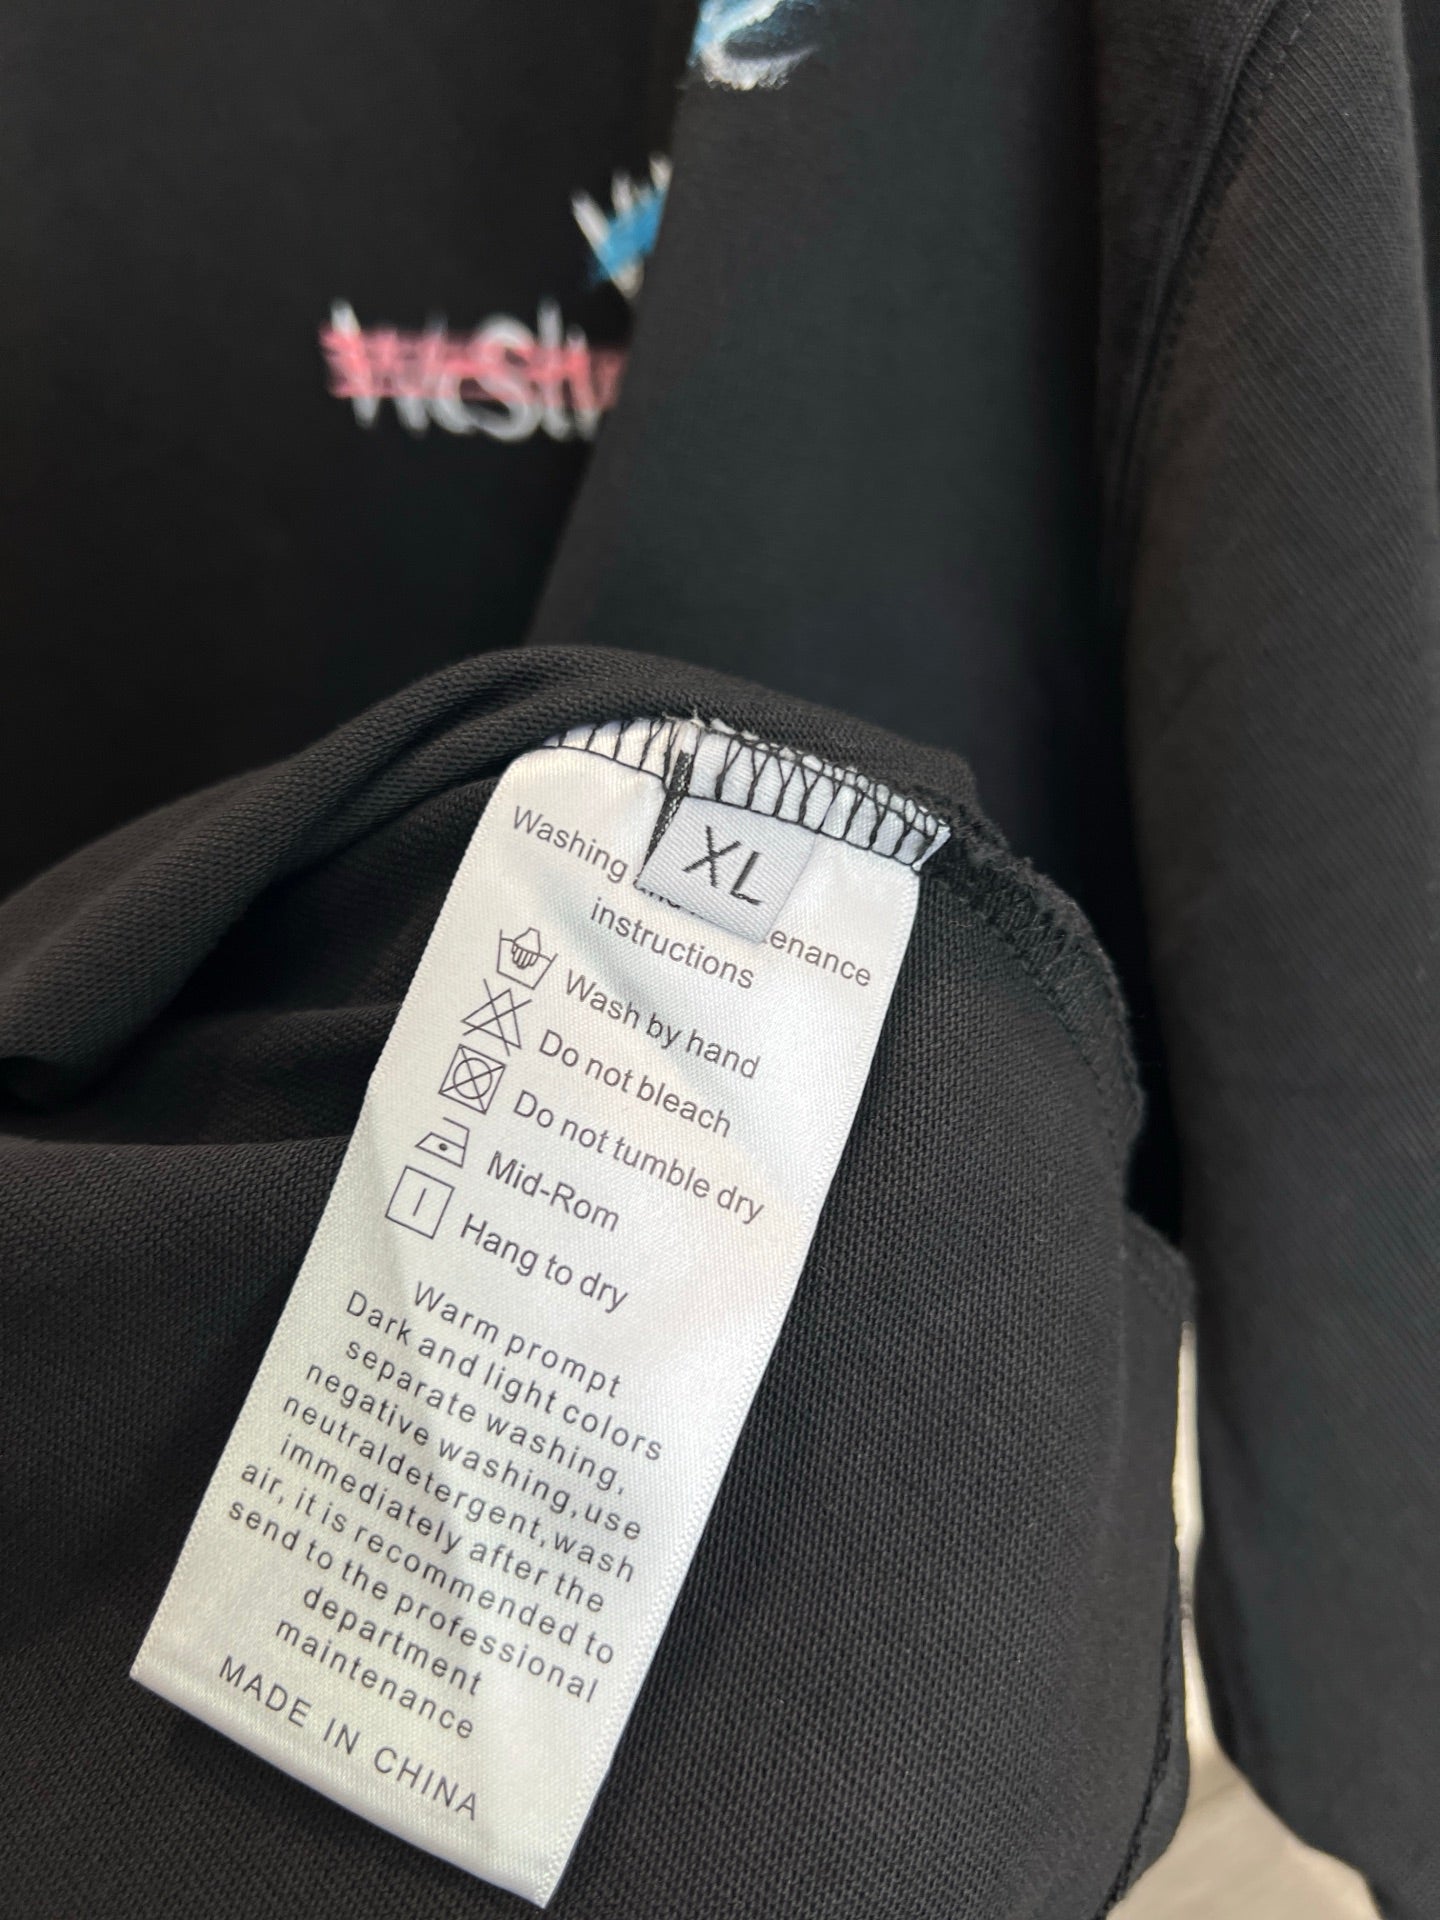 XL
Washing
enance
instructions
Wash by hand
Do not bleach
Do not tumble dry
Mid-Rom
Hang to dry
Warm prompt
Dark and light colors
separate washing,
negative washing,use
neutraldetergent,wash
immediately after the
air, it is recommended to
send to the professional
department
maintenance
MADE IN CHINA